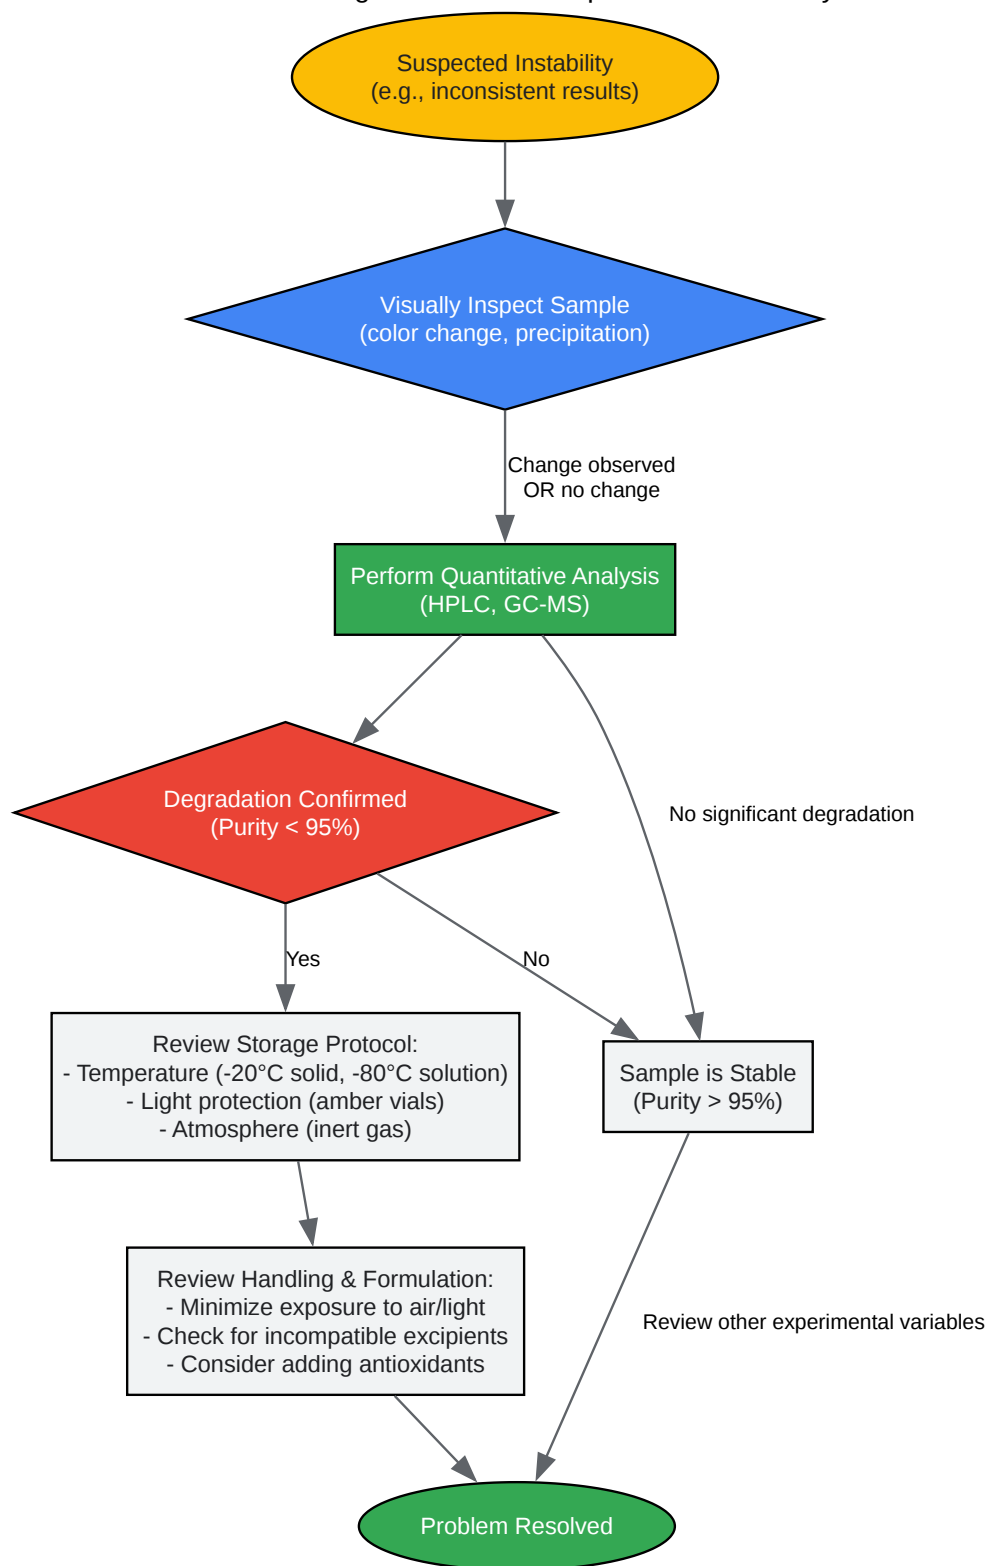 Suspected Instability
(e.g., inconsistent results)
Visually Inspect Sample
(color change, precipitation)
Change observed
OR no change
Perform Quantitative Analysis
(HPLC, GC-MS)
Degradation Confirmed
(Purity < 95%)
No significant degradation
Yes
No
Review Storage Protocol:
- Temperature (-20°C solid, -80°C solution)
- Light protection (amber vials)
- Atmosphere (inert gas)
Sample is Stable
(Purity > 95%)
Review Handling & Formulation:
- Minimize exposure to air/light
- Check for incompatible excipients
- Consider adding antioxidants
Review other experimental variables
Problem Resolved